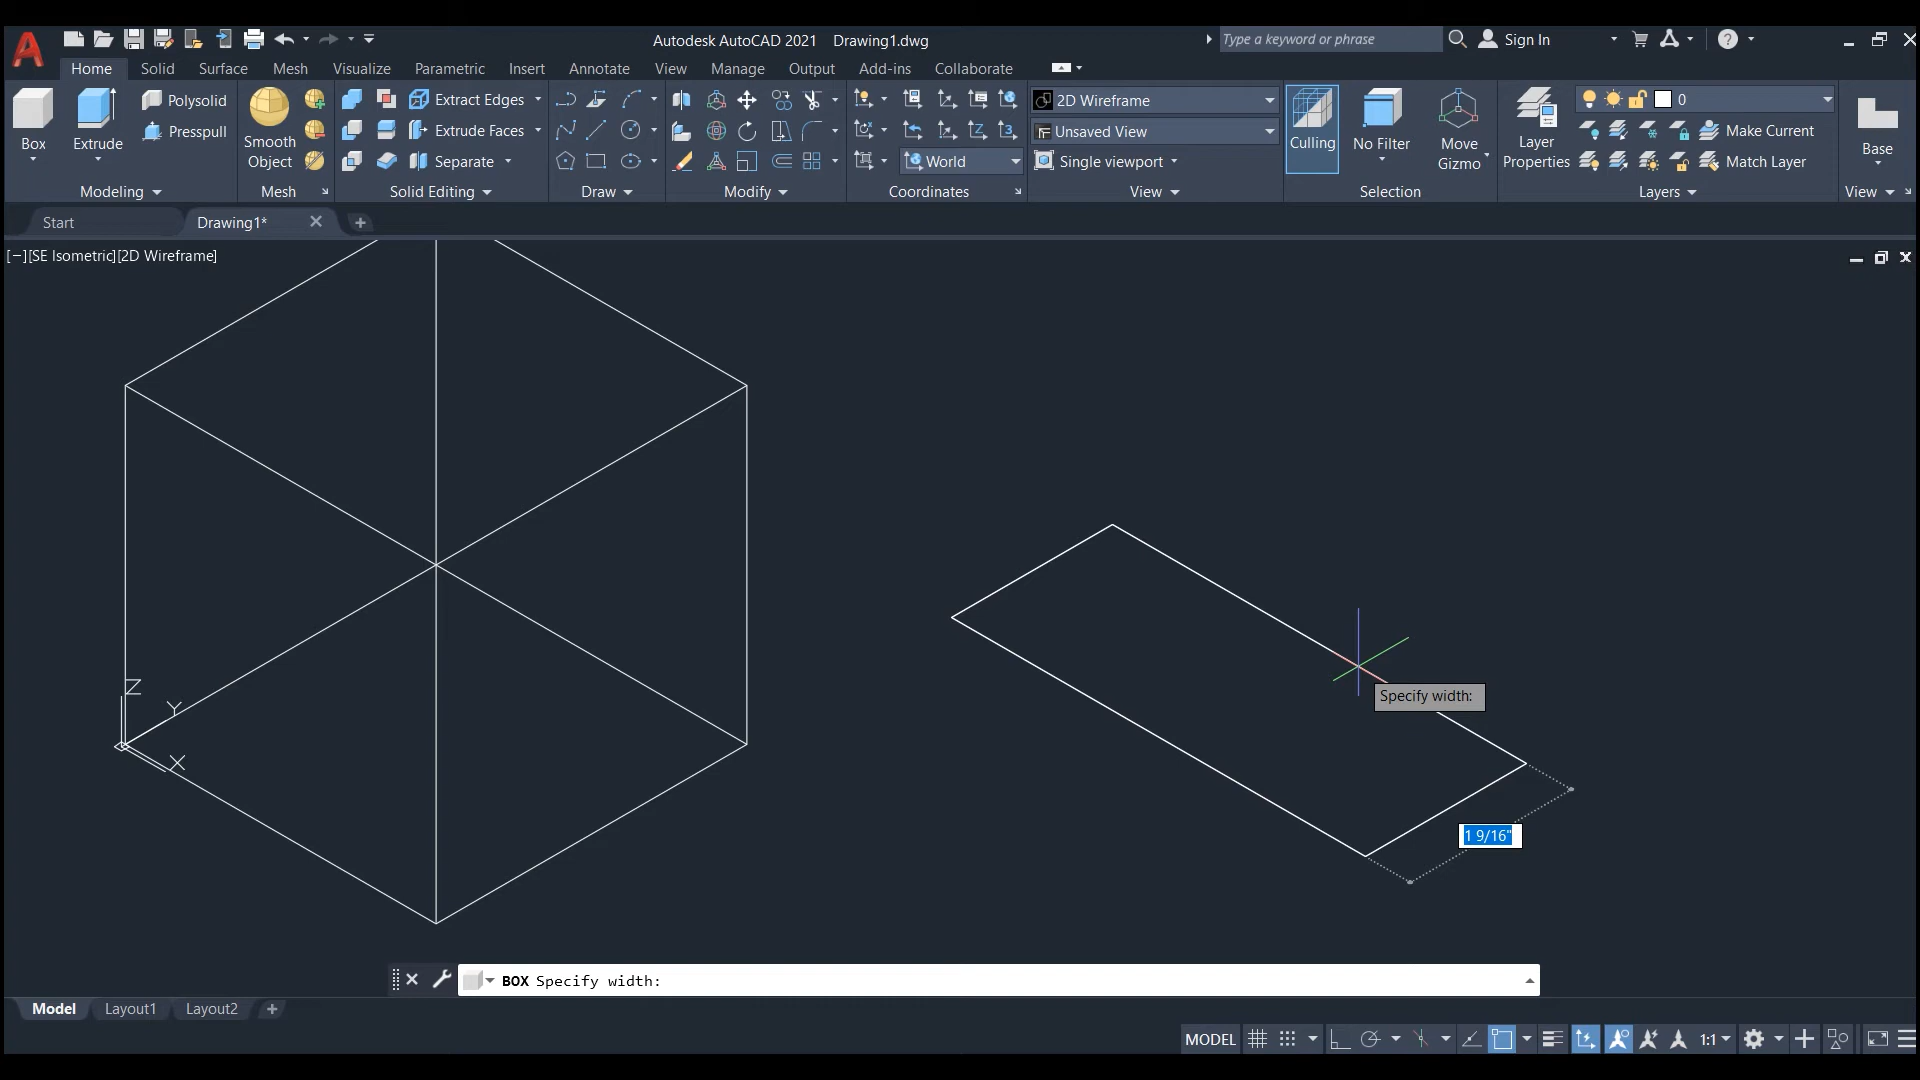 Autodesk AutoCAD 2021 Drawing1.dwg
Type a keyword or phrase
Sign In
Home Solid Surface Mesh Visualize Parametric Insert Annotate View Manage Output Add-ins Collaborate
Box
Extrude
Polysolid
Presspull
Modeling
Smooth
Object
Mesh
Extract Edges
Extrude Faces
Separate
Solid Editing
Draw
Modify
World
Coordinates
2D Wireframe
Unsaved View
Single viewport
View
Culling
No Filter
Move
Gizmo
Selection
Layer
Properties
0
Make Current
Match Layer
Layers
Base
View
Start
Drawing1*
[−][SE Isometric][2D Wireframe]
Z
Y
X
Specify width:
1 9/16"
BOX Specify width:
Model Layout1 Layout2
MODEL
1:1